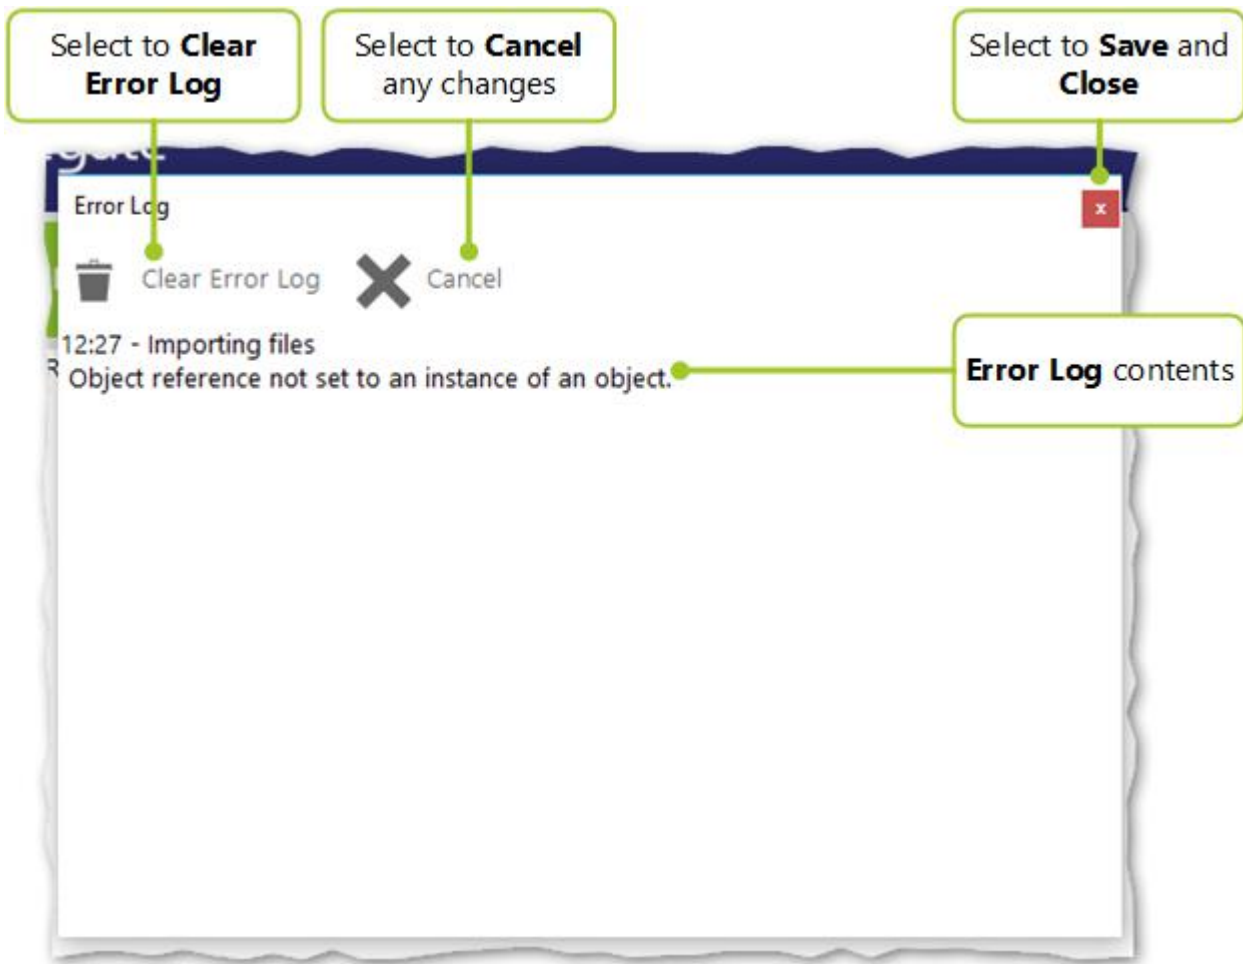 Select to Clear
Error Log
Select to Cancel
any changes
Select to Save and
Close
Error Log
x
Clear Error Log
Cancel
12:27 - Importing files
Object reference not set to an instance of an object.
Error Log contents